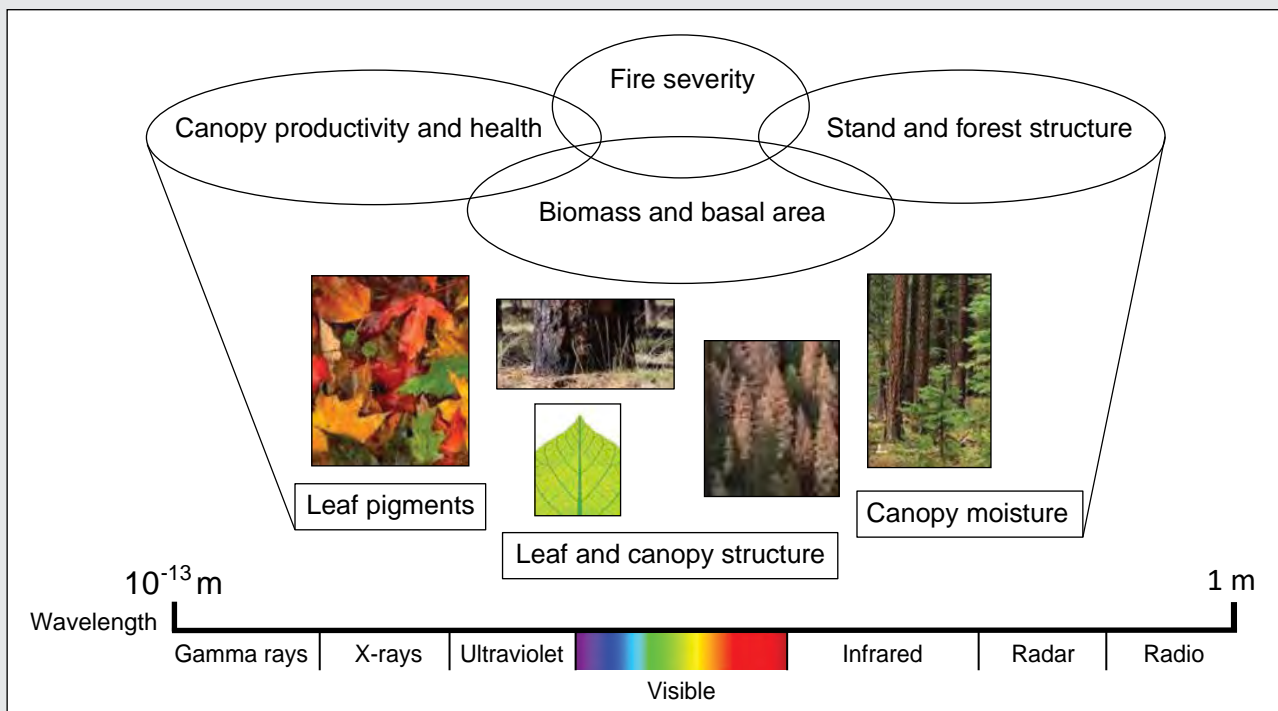 Fire severity
Canopy productivity and health
Stand and forest structure
Biomass and basal area
Leaf pigments
Canopy moisture
Leaf and canopy structure
10⁻¹³ m
1 m
Wavelength
Gamma rays
X-rays
Ultraviolet
Infrared
Radar
Radio
Visible